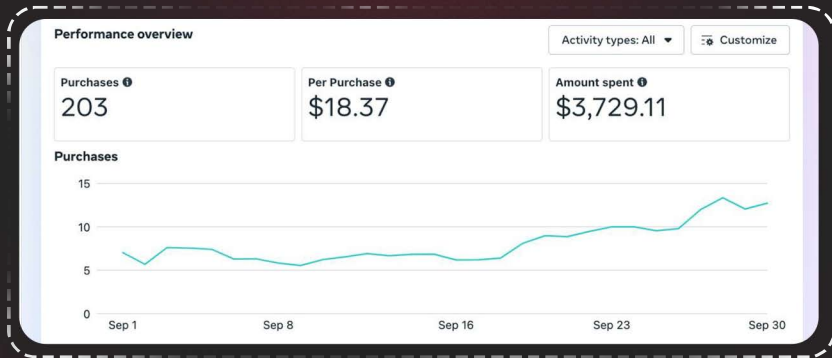 Performance overview
Activity types: All
Customize
Purchases
203
Per Purchase
$18.37
Amount spent
$3,729.11
Purchases
15
10
5
0
Sep 1 Sep 8 Sep 16 Sep 23 Sep 30